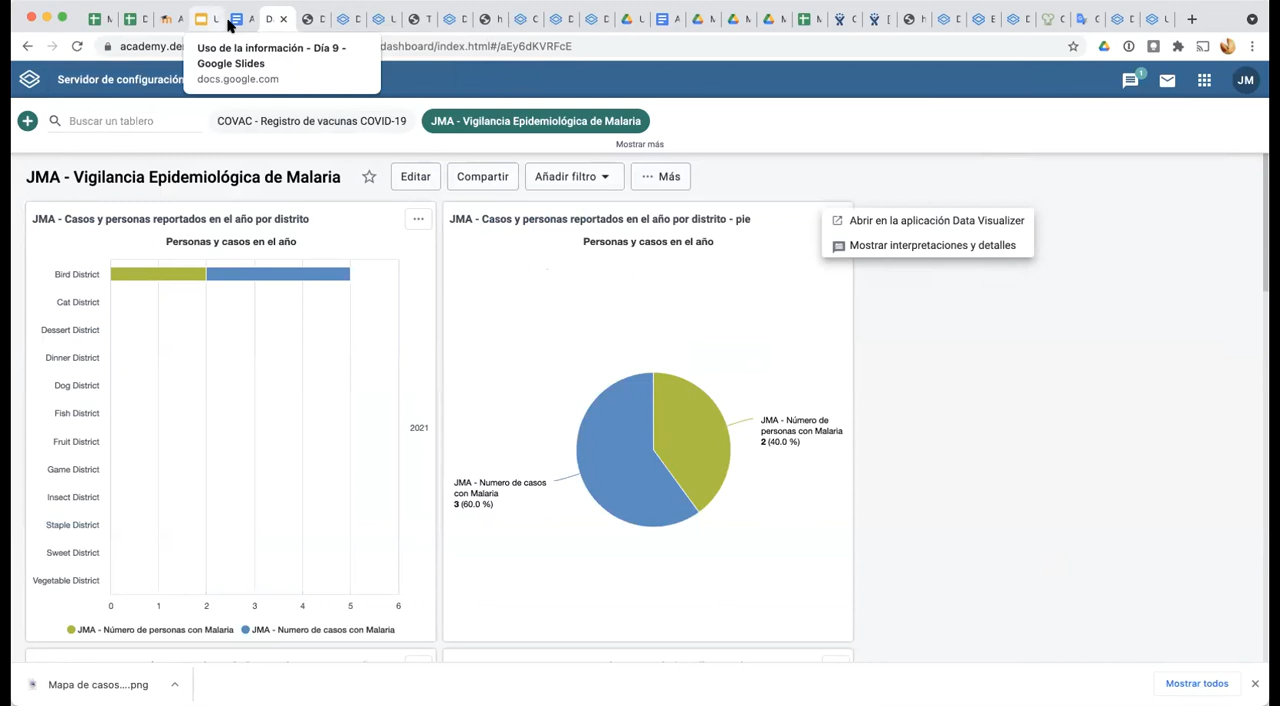 academy.de
dashboard/index.html#/aEy6dKVRFcE
Uso de la información - Día 9 -
Google Slides
docs.google.com
Servidor de configuración
1
JM
Buscar un tablero
COVAC - Registro de vacunas COVID-19
JMA - Vigilancia Epidemiológica de Malaria
Mostrar más
JMA - Vigilancia Epidemiológica de Malaria
Editar
Compartir
Añadir filtro
Más
JMA - Casos y personas reportados en el año por distrito
Personas y casos en el año
Bird District
Cat District
Dessert District
Dinner District
Dog District
Fish District
Fruit District
Game District
Insect District
Staple District
Sweet District
Vegetable District
2021
0 1 2 3 4 5 6
JMA - Número de personas con Malaria JMA - Numero de casos con Malaria
JMA - Casos y personas reportados en el año por distrito - pie
Personas y casos en el año
JMA - Número de
personas con Malaria
2 (40.0 %)
JMA - Numero de casos
con Malaria
3 (60.0 %)
Abrir en la aplicación Data Visualizer
Mostrar interpretaciones y detalles
Mapa de casos....png
Mostrar todos